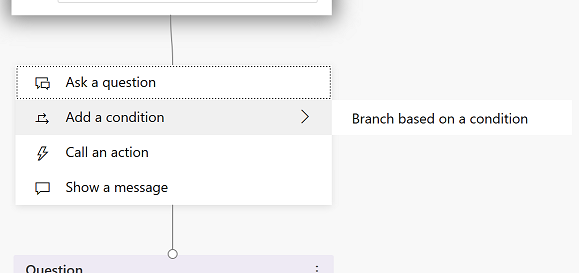 Ask a question
Add a condition
Branch based on a condition
Call an action
Show a message
Question